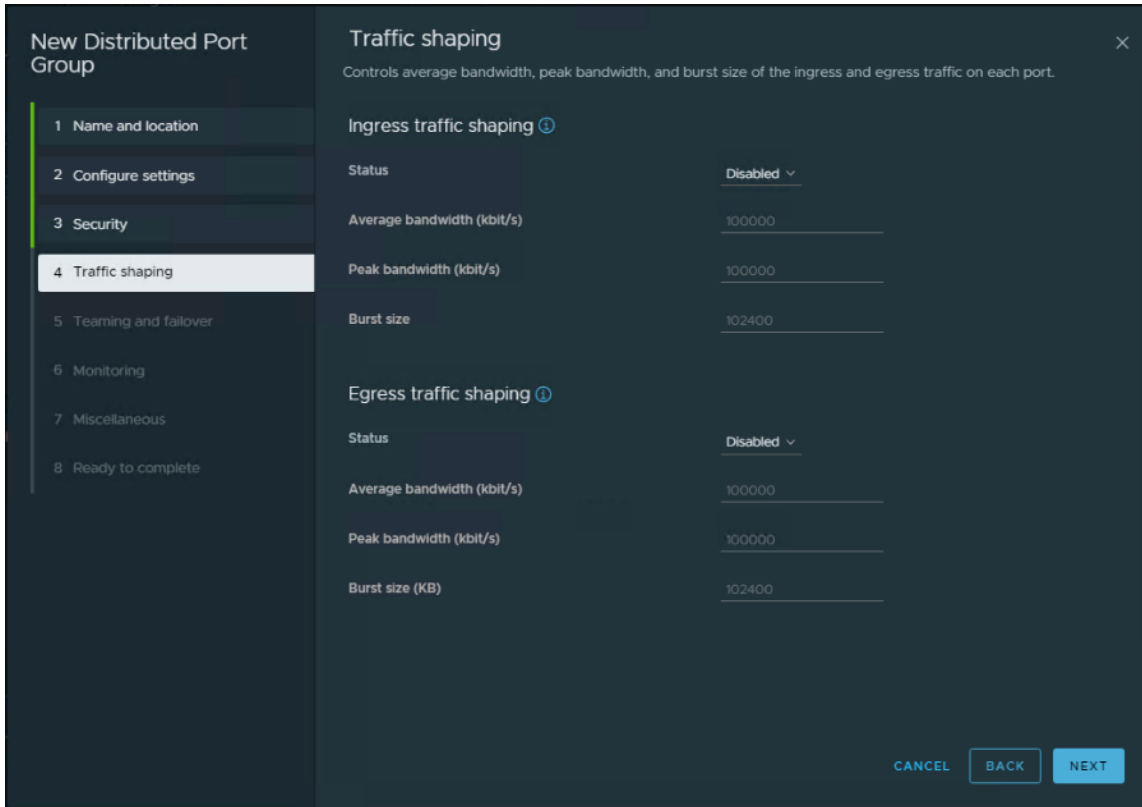 New Distributed Port
Group
1 Name and location
2 Configure settings
3 Security
4 Traffic shaping
5 Teaming and failover
6 Monitoring
7 Miscellaneous
8 Ready to complete
Traffic shaping
Controls average bandwidth, peak bandwidth, and burst size of the ingress and egress traffic on each port.
Ingress traffic shaping
Status Disabled
Average bandwidth (kbit/s) 100000
Peak bandwidth (kbit/s) 100000
Burst size 102400
Egress traffic shaping
Status Disabled
Average bandwidth (kbit/s) 100000
Peak bandwidth (kbit/s) 100000
Burst size (KB) 102400
CANCEL BACK NEXT